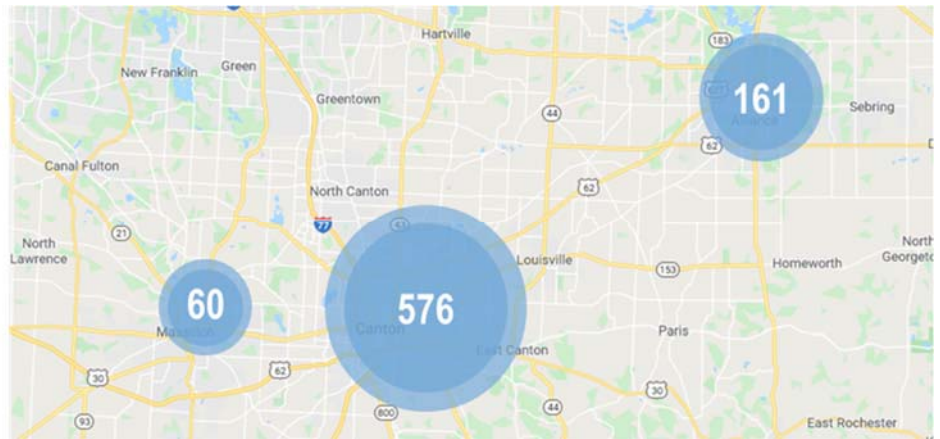 Hartville
183
New Franklin
Green
161
Greentown
Sebring
44
Alliance
62
Canal Fulton
62
North Canton
21
77
North
Lawrence
North
Georget
Louisville
153
Homeworth
60
576
Massillon
Canton
Paris
East Canton
30
62
93
800
44
30
East Rochester